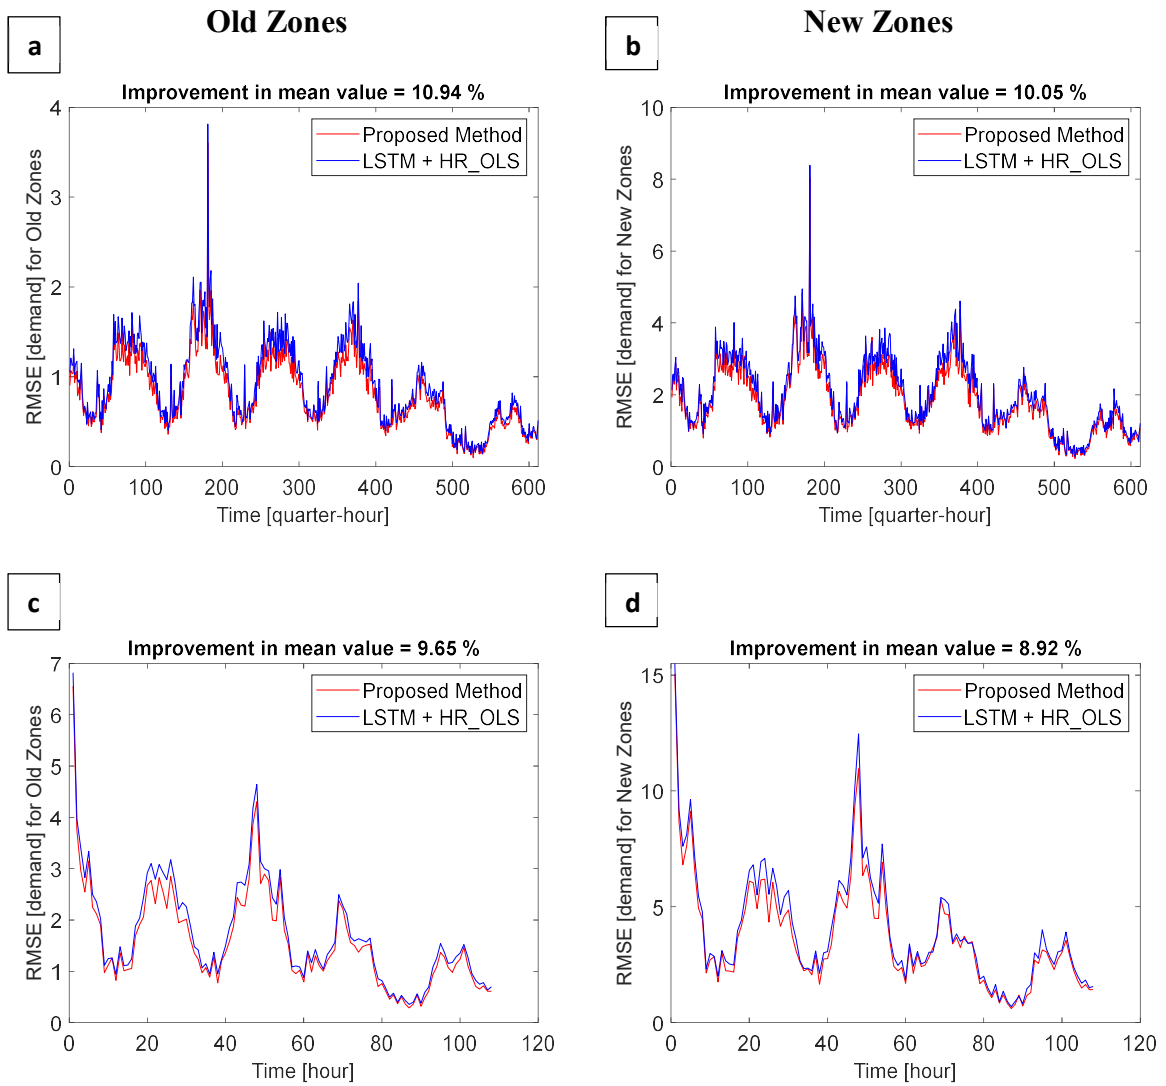 Old Zones
New Zones
a
b
Improvement in mean value = 10.94 %
Improvement in mean value = 10.05 %
Proposed Method
LSTM + HR_OLS
Proposed Method
LSTM + HR_OLS
RMSE [demand] for Old Zones
4
3
2
1
0
0 100 200 300 400 500 600
Time [quarter-hour]
RMSE [demand] for New Zones
10
8
6
4
2
0
0 100 200 300 400 500 600
Time [quarter-hour]
c
d
Improvement in mean value = 9.65 %
Improvement in mean value = 8.92 %
Proposed Method
LSTM + HR_OLS
Proposed Method
LSTM + HR_OLS
RMSE [demand] for Old Zones
7
6
5
4
3
2
1
0
0 20 40 60 80 100 120
Time [hour]
RMSE [demand] for New Zones
15
10
5
0
0 20 40 60 80 100 120
Time [hour]